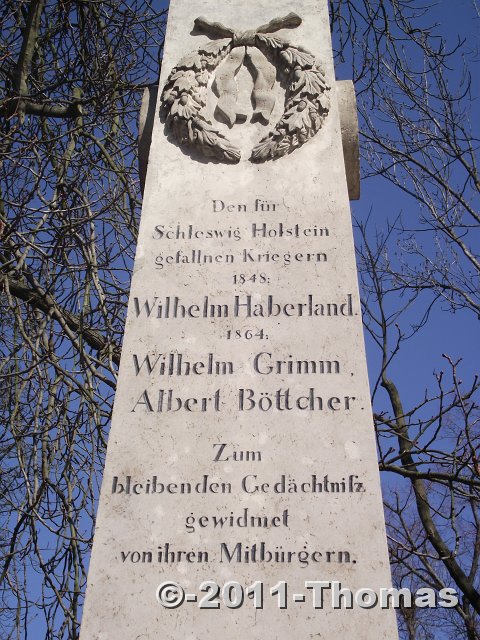 Den für
Schleswig Holstein
gefallnen Kriegern
1848:
Wilhelm Haberland.
1864:
Wilhelm Grimm,
Albert Böttcher.
Zum
bleibenden Gedächtniſz
gewidmet
von ihren Mitbürgern.
©-2011-Thomas